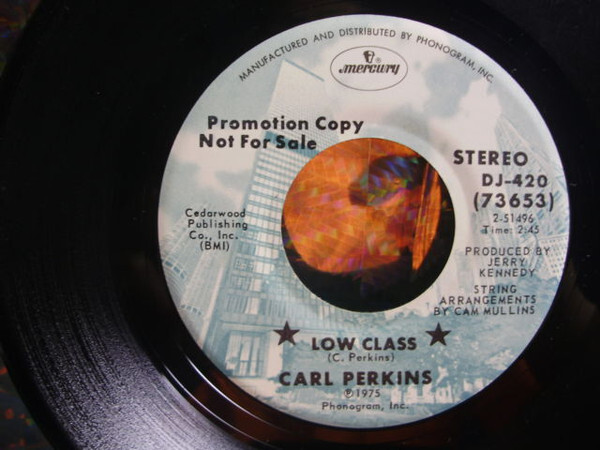 MANUFACTURED AND DISTRIBUTED BY PHONOGRAM, INC.
mercury
Promotion Copy
Not For Sale
STEREO
DJ-420
(73653)
2-51496
Time: 2:45
Cedarwood
Publishing
Co., Inc.
(BMI)
PRODUCED BY
JERRY
KENNEDY
STRING
ARRANGEMENTS
BY CAM MULLINS
★ LOW CLASS ★
(C. Perkins)
CARL PERKINS
℗1975
Phonogram, Inc.